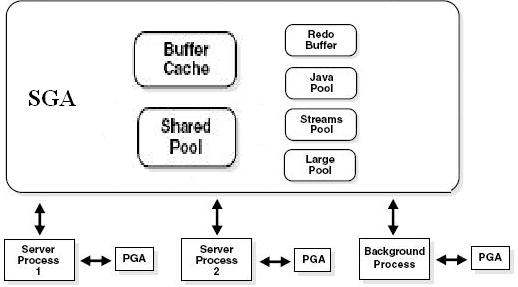 SGA
Buffer
Cache
Shared
Pool
Redo
Buffer
Java
Pool
Streams
Pool
Large
Pool
Server
Process
1
PGA
Server
Process
2
PGA
Background
Process
PGA